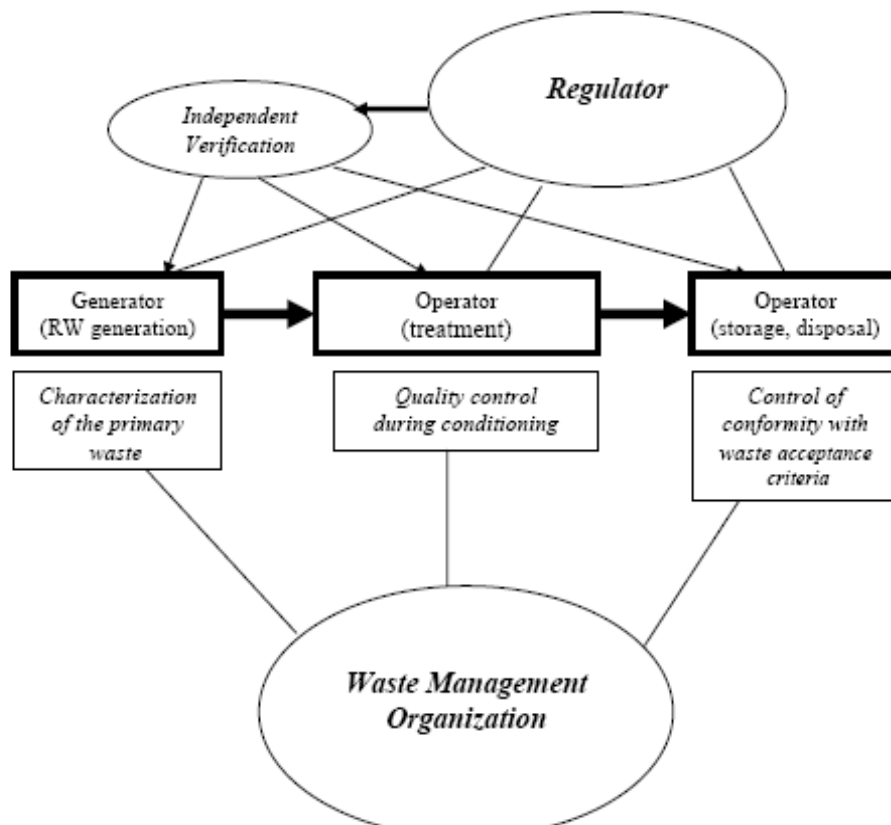 Regulator
Independent
Verification
Generator
(RW generation)
Operator
(treatment)
Operator
(storage, disposal)
Characterization
of the primary
waste
Quality control
during conditioning
Control of
conformity with
waste acceptance
criteria
Waste Management
Organization